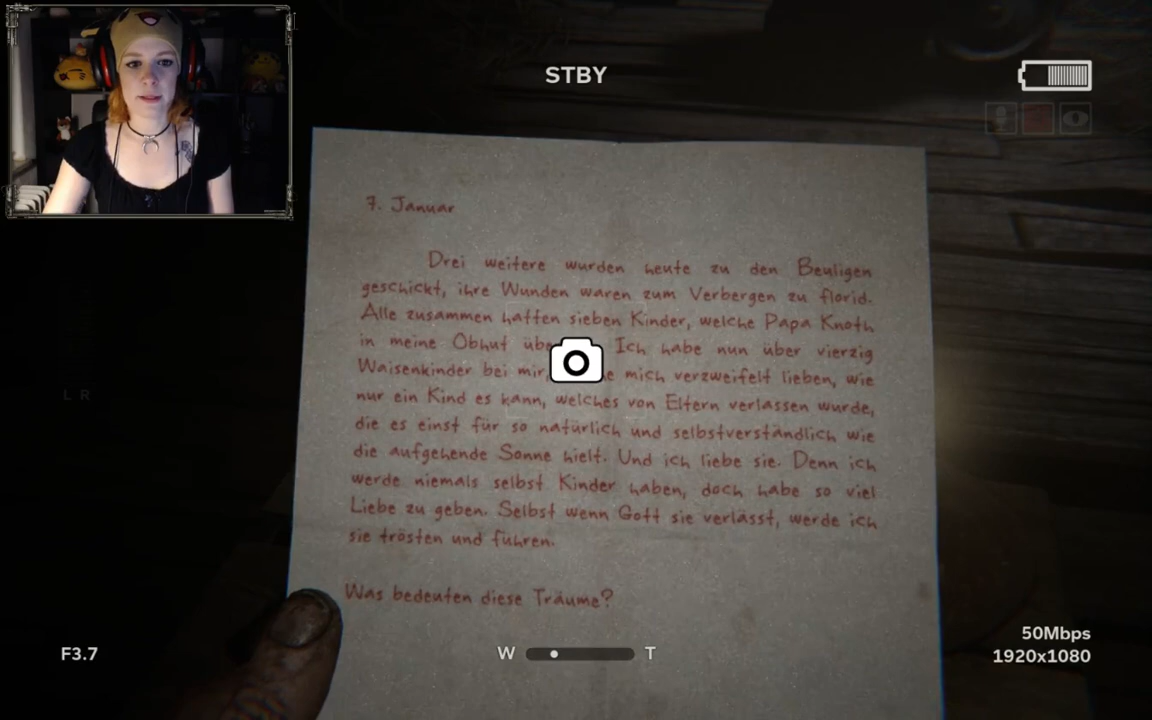 STBY
7. Januar
Drei weitere wurden heute zu den Beuligen
geschickt, ihre Wunden waren zum Verbergen zu florid.
Alle zusammen hatten sieben Kinder, welche Papa Knoth
in meine Obhut Ich habe nun über vierzig
Waisenkinder bei mir, mich verzweifelt lieben, wie
nur ein Kind es kann, welches von Eltern verlassen wurde,
die es einst für so natürlich und selbstverständlich wie
die aufgehende Sonne hielt. Und ich liebe sie. Denn ich
werde niemals selbst Kinder haben, doch habe so viel
Liebe zu geben. Selbst wenn Gott sie verlässt, werde ich
sie trösten und führen.
Was bedeuten diese Träume?
L R
F3.7
W T
50Mbps
1920x1080